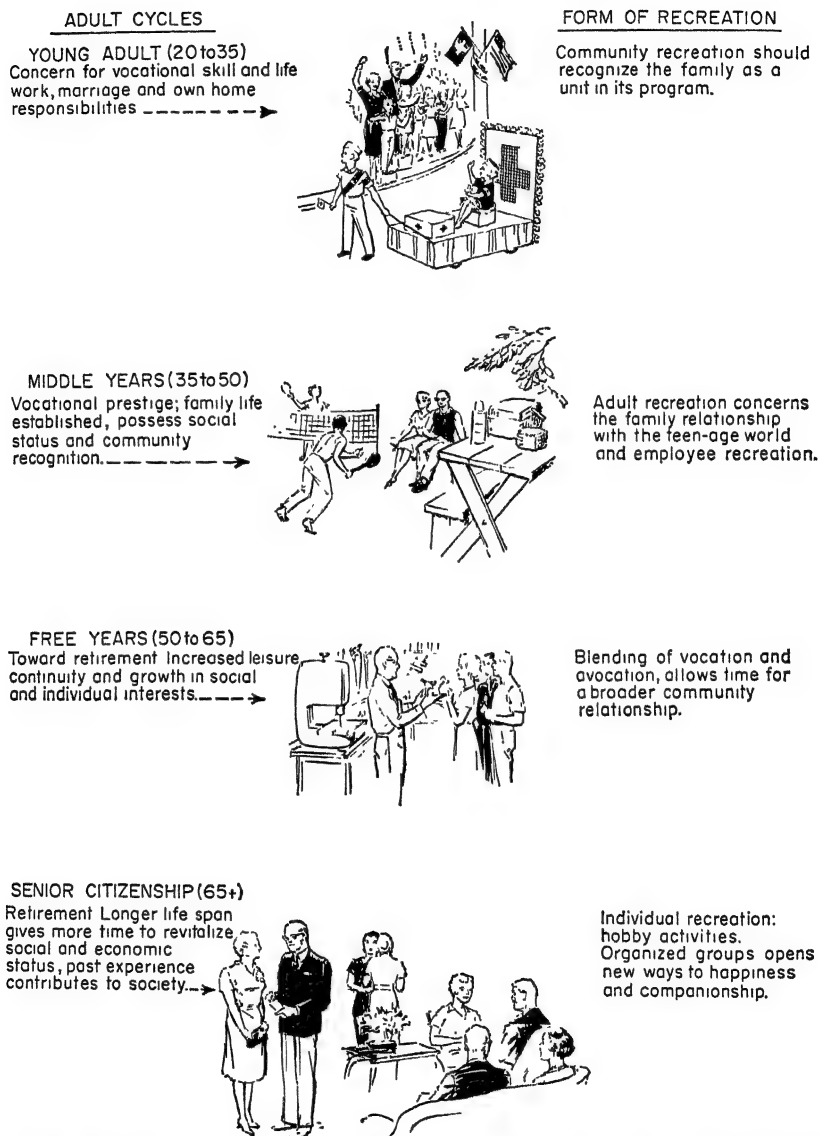 ADULT CYCLES
FORM OF RECREATION
YOUNG ADULT (20 to 35)
Concern for vocational skill and life
work, marriage and own home
responsibilities
Community recreation should
recognize the family as a
unit in its program.
MIDDLE YEARS (35 to 50)
Vocational prestige; family life
established, possess social
status and community
recognition.
Adult recreation concerns
the family relationship
with the teen-age world
and employee recreation.
FREE YEARS (50 to 65)
Toward retirement Increased leisure,
continuity and growth in social
and individual interests.
Blending of vocation and
avocation, allows time for
a broader community
relationship.
SENIOR CITIZENSHIP (65+)
Retirement Longer life span
gives more time to revitalize
social and economic
status, past experience
contributes to society.
Individual recreation:
hobby activities.
Organized groups opens
new ways to happiness
and companionship.